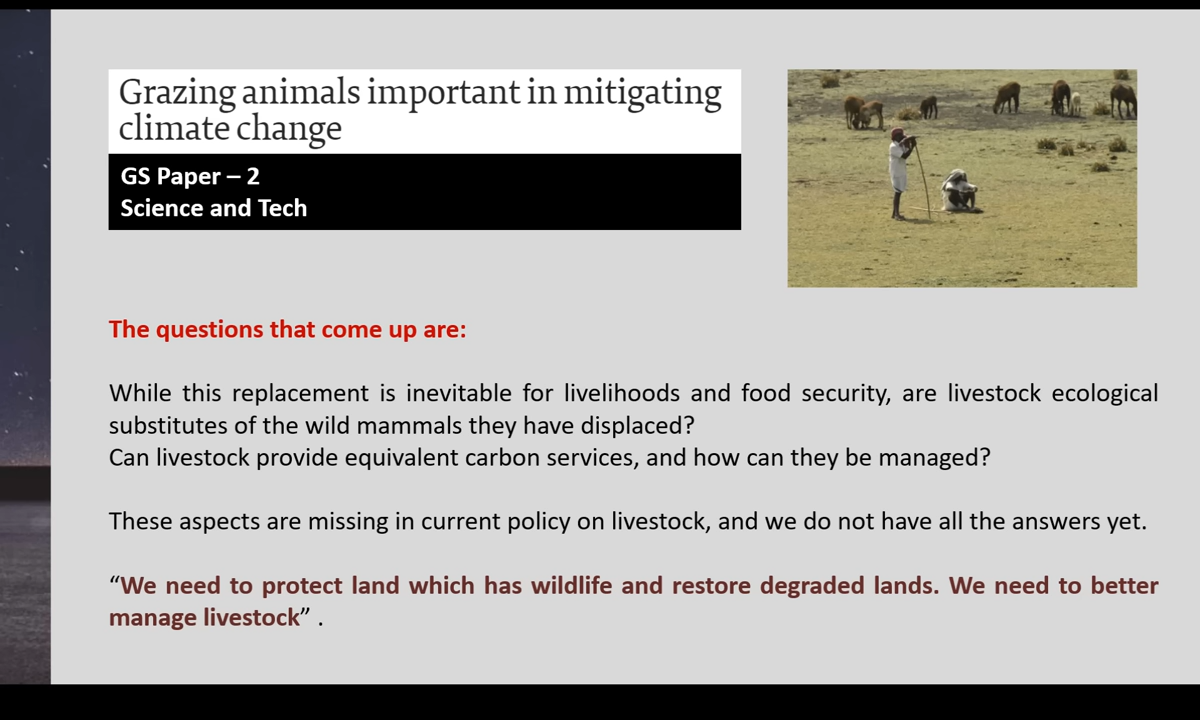 Grazing animals important in mitigating
climate change
GS Paper – 2
Science and Tech
The questions that come up are:
While this replacement is inevitable for livelihoods and food security, are livestock ecological
substitutes of the wild mammals they have displaced?
Can livestock provide equivalent carbon services, and how can they be managed?
These aspects are missing in current policy on livestock, and we do not have all the answers yet.
“We need to protect land which has wildlife and restore degraded lands. We need to better
manage livestock” .